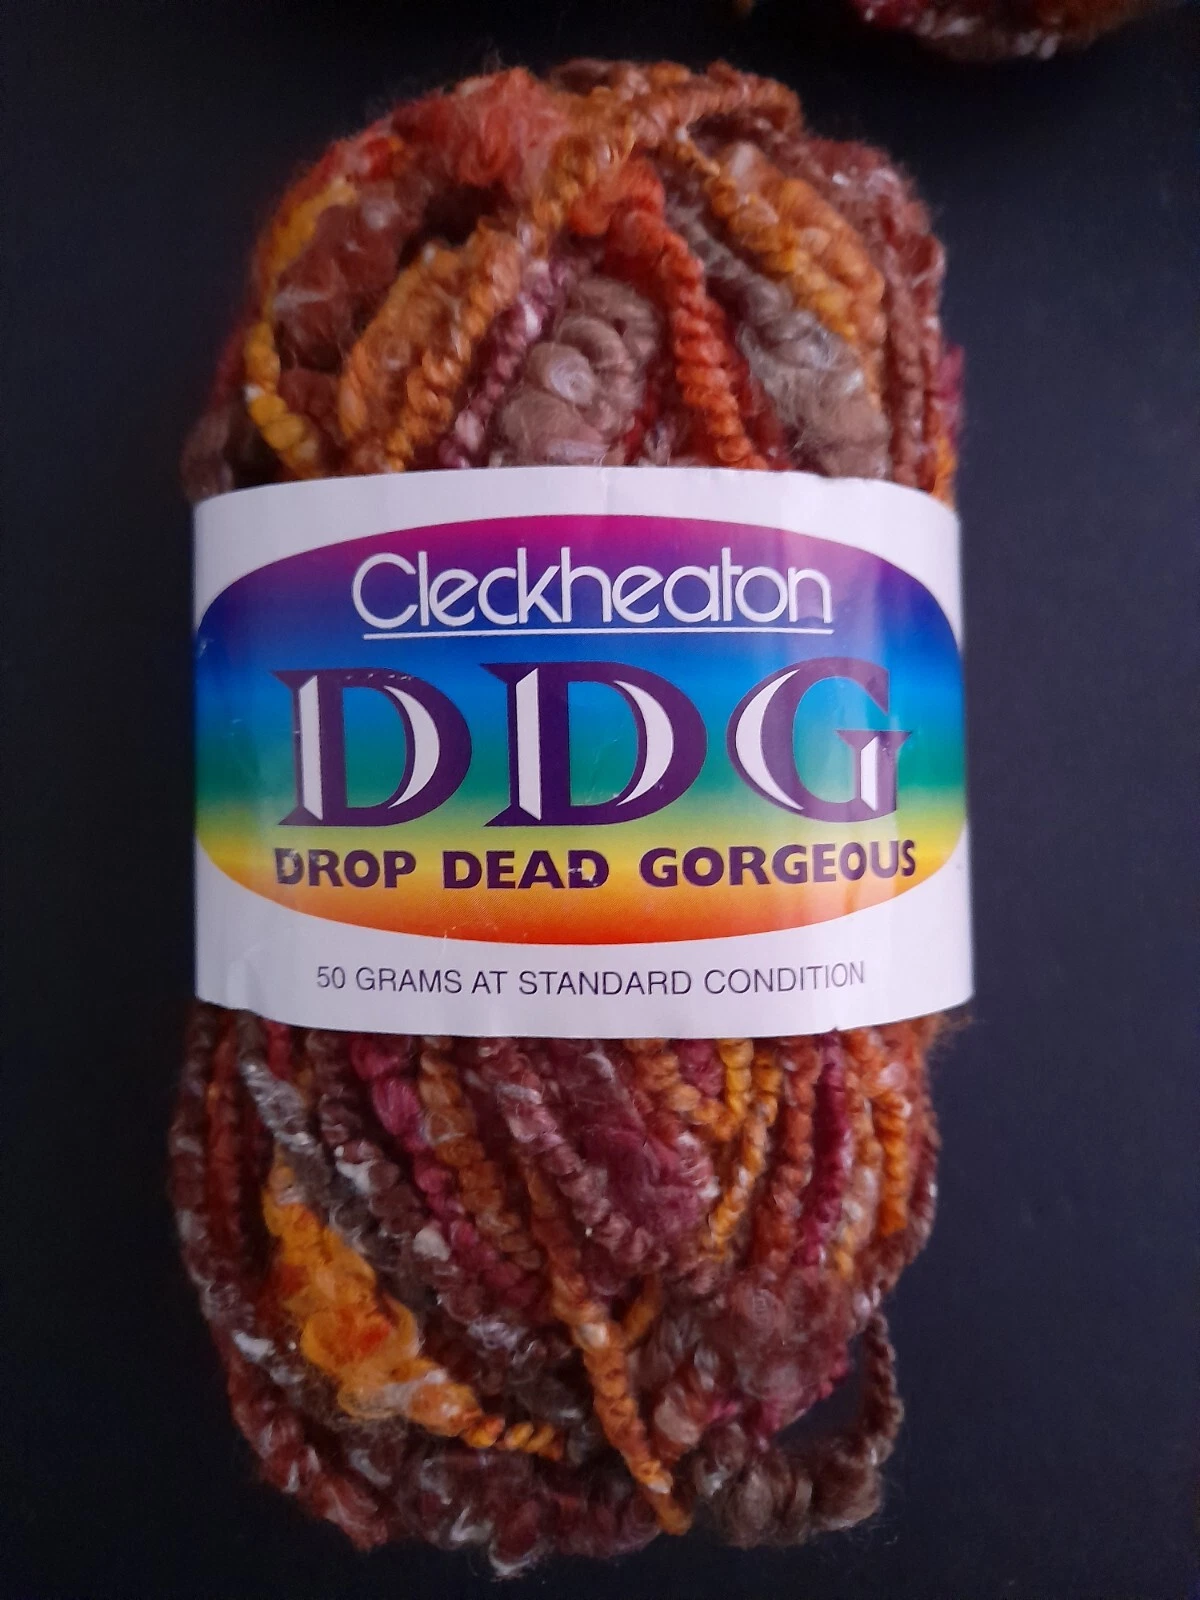 Cleckheaton
DDG
DROP DEAD GORGEOUS
50 GRAMS AT STANDARD CONDITION